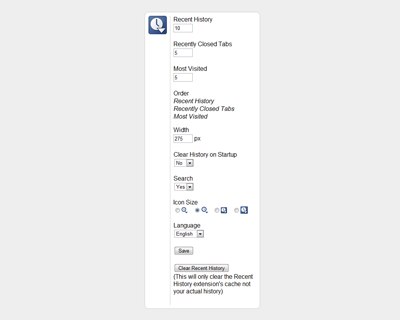 Recent History
10
Recently Closed Tabs
5
Most Visited
5
Order
Recent History
Recently Closed Tabs
Most Visited
Width
275 px
Clear History on Startup
No
Search
Yes
Icon Size
Language
English
Save
Clear Recent History
(This will only clear the Recent
History extension's cache not
your actual history)